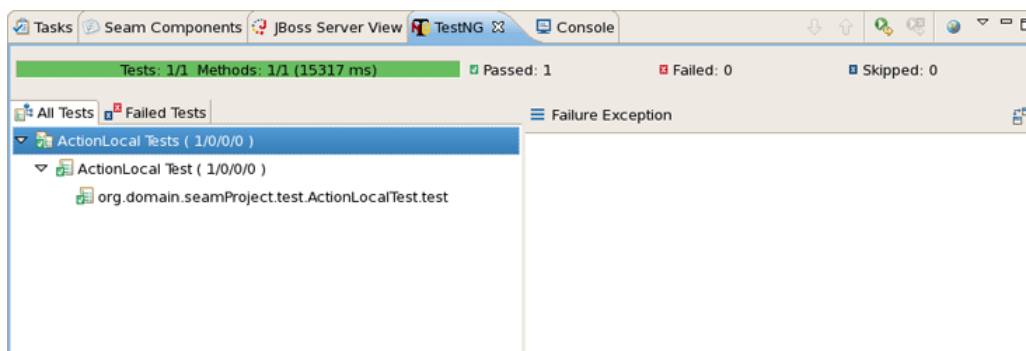 Tasks Seam Components JBoss Server View TestNG Console
Tests: 1/1 Methods: 1/1 (15317 ms) Passed: 1 Failed: 0 Skipped: 0
All Tests Failed Tests Failure Exception
ActionLocal Tests ( 1/0/0/0 )
ActionLocal Test ( 1/0/0/0 )
org.domain.seamProject.test.ActionLocalTest.test